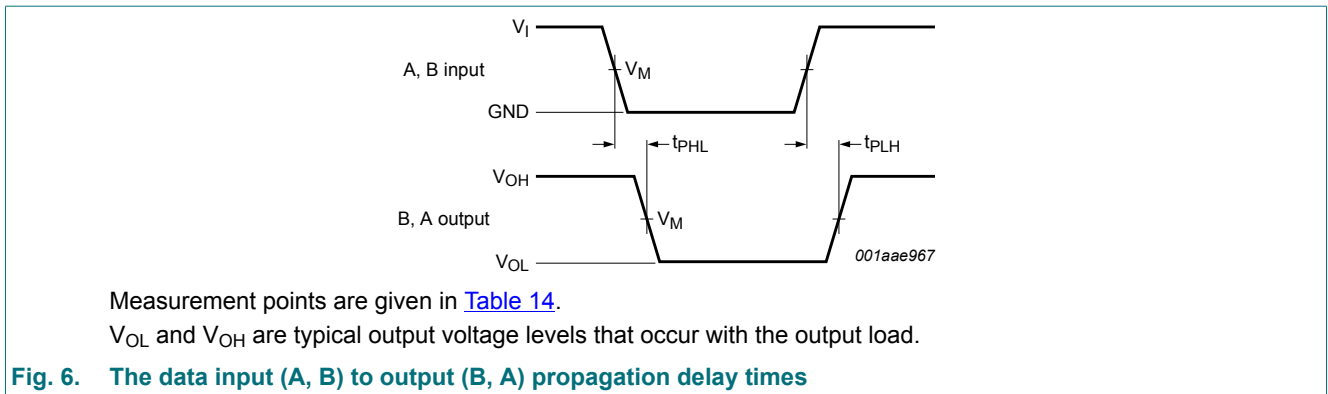 V_I
A, B input
V_M
GND
t_PHL
t_PLH
V_OH
B, A output
V_M
V_OL
001aae967
Measurement points are given in Table 14.
V_OL and V_OH are typical output voltage levels that occur with the output load.
Fig. 6. The data input (A, B) to output (B, A) propagation delay times